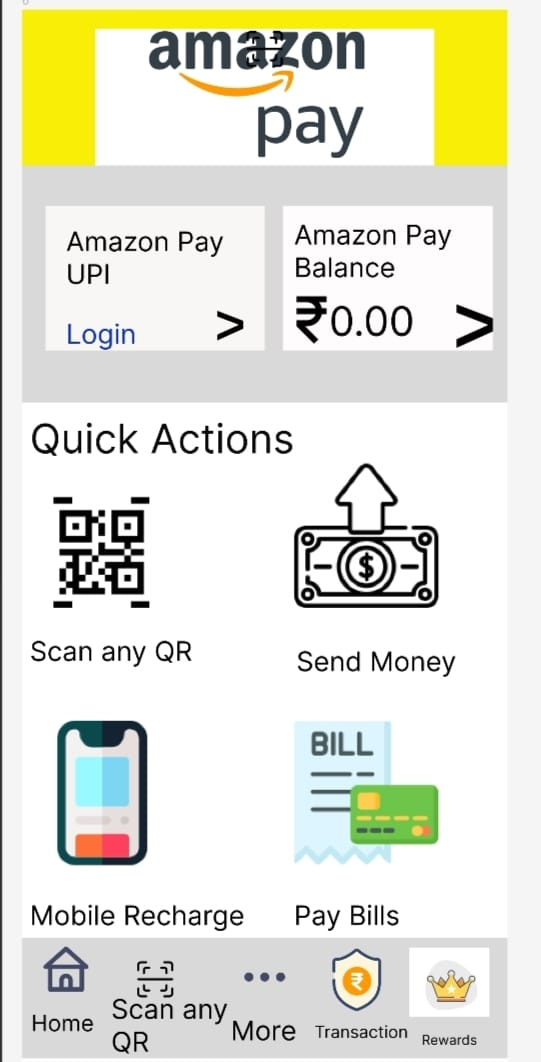 amazon
pay
Amazon Pay
UPI
Login
>
Amazon Pay
Balance
₹0.00
>
Quick Actions
Scan any QR
$
Send Money
Mobile Recharge
BILL
Pay Bills
Home
Scan any
QR
More
₹
Transaction
Rewards